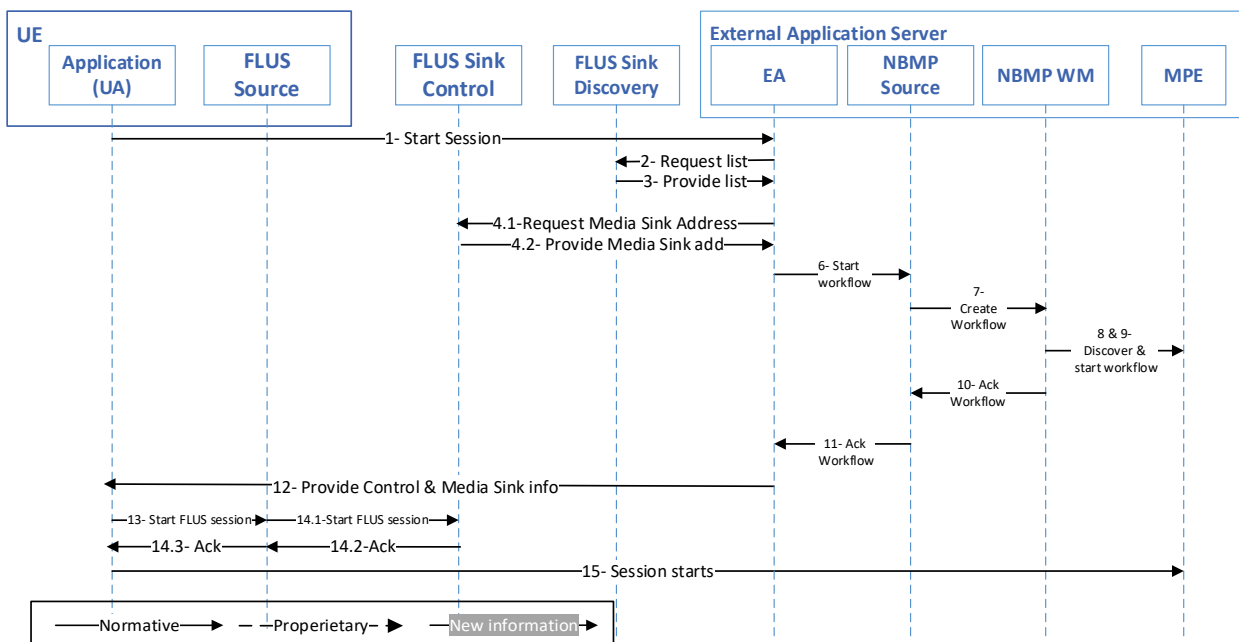 UE
External Application Server
Application
(UA)
FLUS
Source
FLUS Sink
Control
FLUS Sink
Discovery
EA
NBMP
Source
NBMP WM
MPE
1- Start Session
2- Request list
3- Provide list
4.1-Request Media Sink Address
4.2- Provide Media Sink add
6- Start
workflow
7-
Create
Workflow
8 & 9-
Discover &
start workflow
10- Ack
Workflow
11- Ack
Workflow
12- Provide Control & Media Sink info
13- Start FLUS session
14.1-Start FLUS session
14.3- Ack
14.2-Ack
15- Session starts
Normative
Properietary
New information